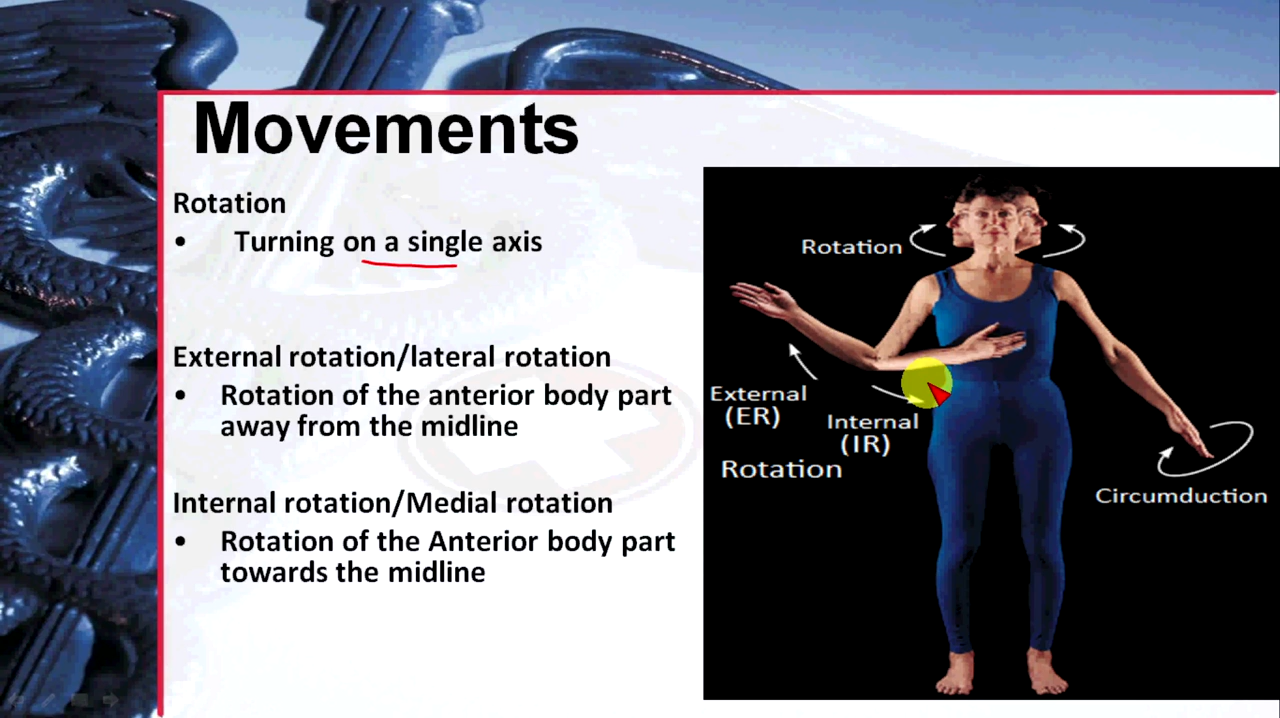 Movements
Rotation
• Turning on a single axis
External rotation/lateral rotation
• Rotation of the anterior body part
away from the midline
Internal rotation/Medial rotation
• Rotation of the Anterior body part
towards the midline
Rotation
External
(ER)
Internal
(IR)
Rotation
Circumduction